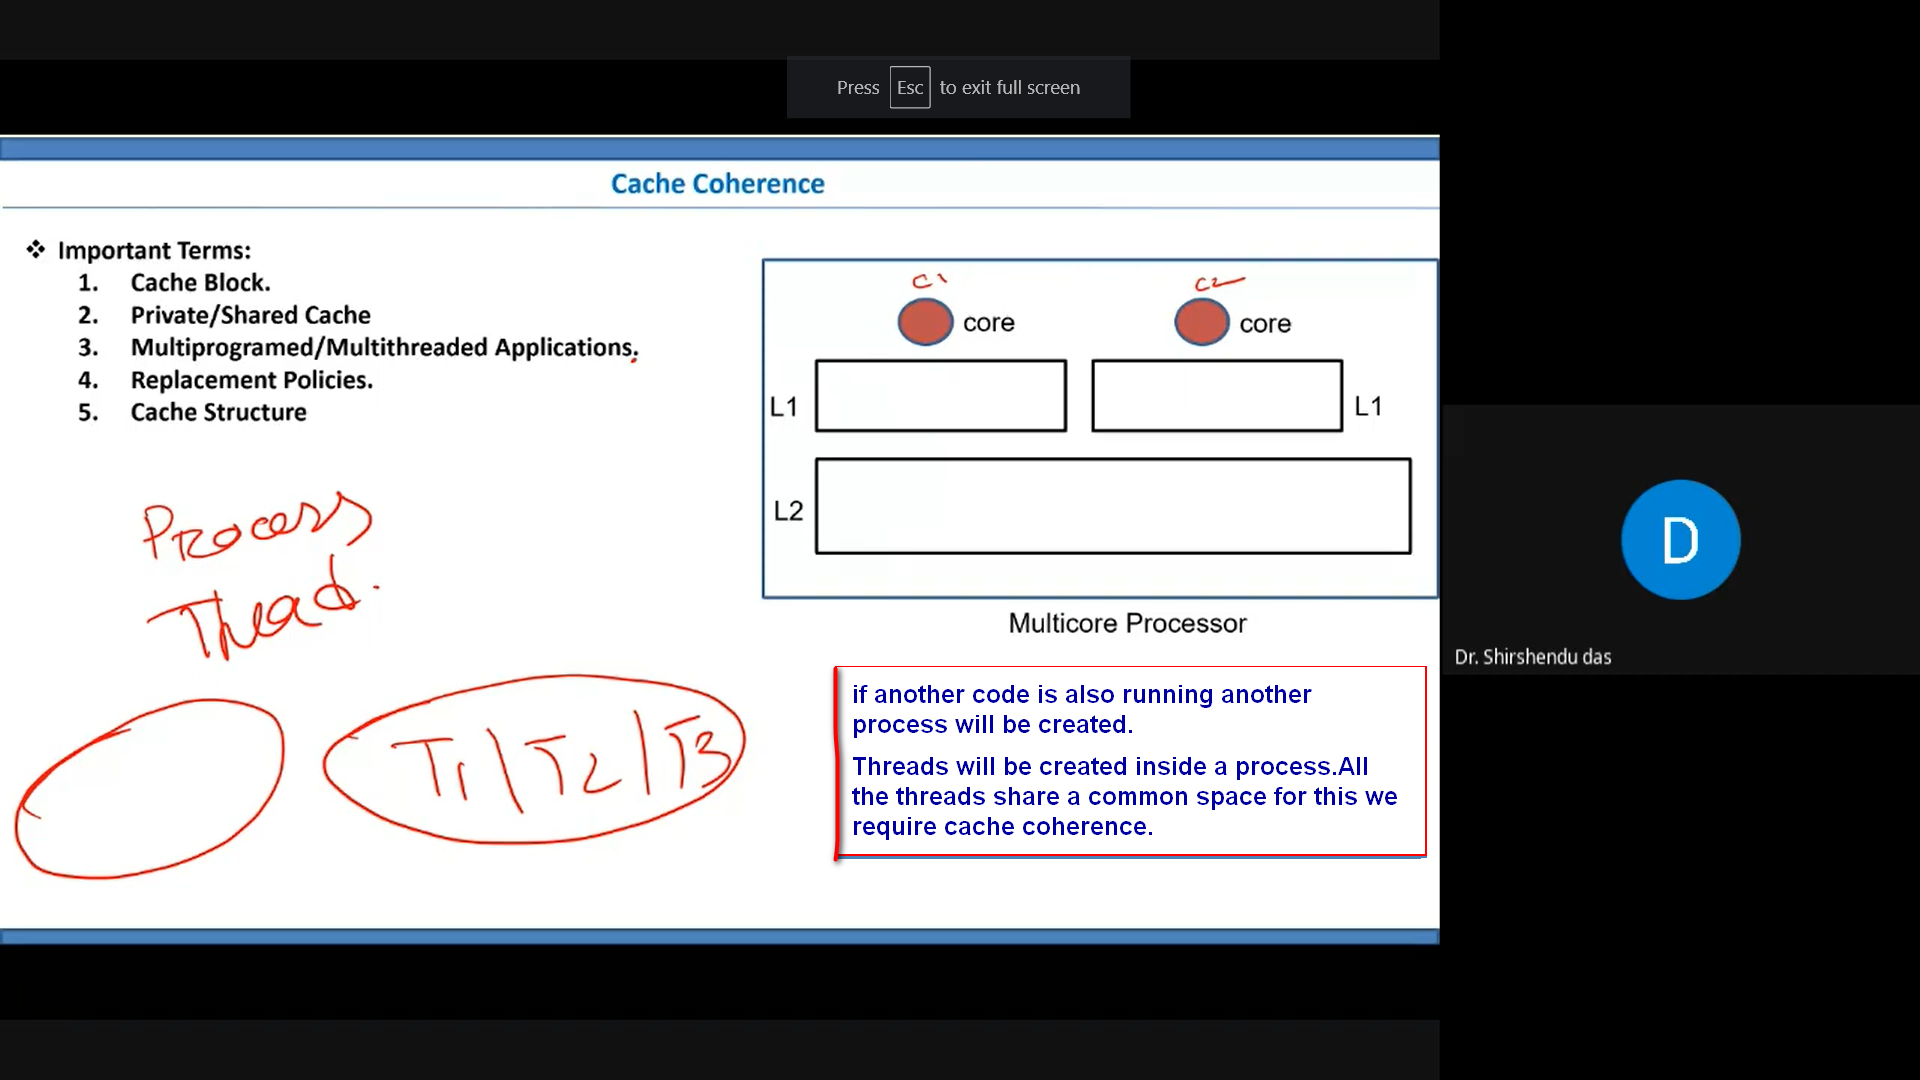 Press Esc to exit full screen
Cache Coherence
❖ Important Terms:
1. Cache Block.
2. Private/Shared Cache
3. Multiprogramed/Multithreaded Applications.
4. Replacement Policies.
5. Cache Structure
C1
core
C2
core
L1
L1
L2
Multicore Processor
Process
Thead.
T1 | T2 | T3
if another code is also running another
process will be created.
Threads will be created inside a process.All
the threads share a common space for this we
require cache coherence.
D
Dr. Shirshendu das